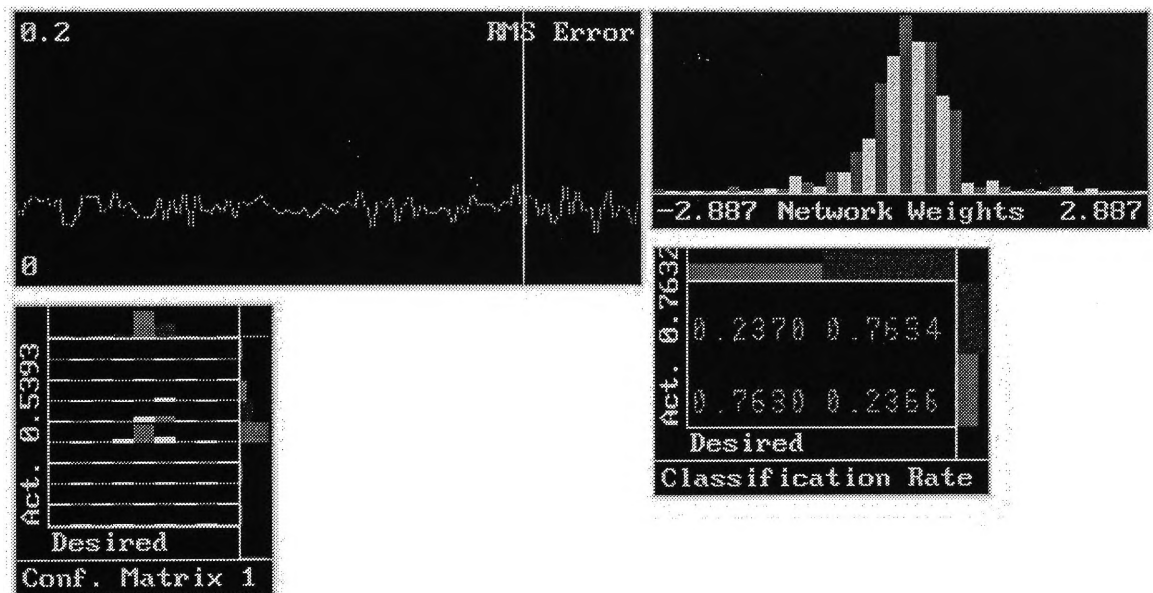 0.2 RMS Error
0
-2.887 Network Weights 2.887
Act. 0.7632
0.2370 0.7634
0.7630 0.2366
Desired
Classification Rate
Act. 0.5393
Desired
Conf. Matrix 1